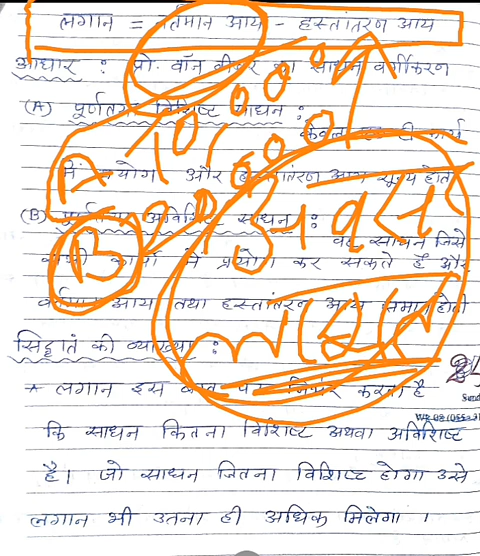 लगान = वर्तमान आय - हस्तांतरण आय
आधार : प्रो. वॉन वीजर का साधन वर्गीकरण
(A) पूर्णतया विशिष्ट साधन :
केवल एक ही कार्य
में प्रयोग और हस्तांतरण आय शून्य होती
(B) पूर्णतया अविशिष्ट साधन :
वह साधन जिसे
सभी कार्यों में प्रयोग कर सकते हैं और
वर्तमान आय तथा हस्तांतरण आय समान होती
सिद्दातं की व्याख्या :
* लगान इस बात पर निर्भर करता है
कि साधन कितना विशिष्ट अथवा अविशिष्ट
है। जो साधन जितना विशिष्ट होगा उसे
लगान भी उतना ही अधिक मिलेगा ।
A
B